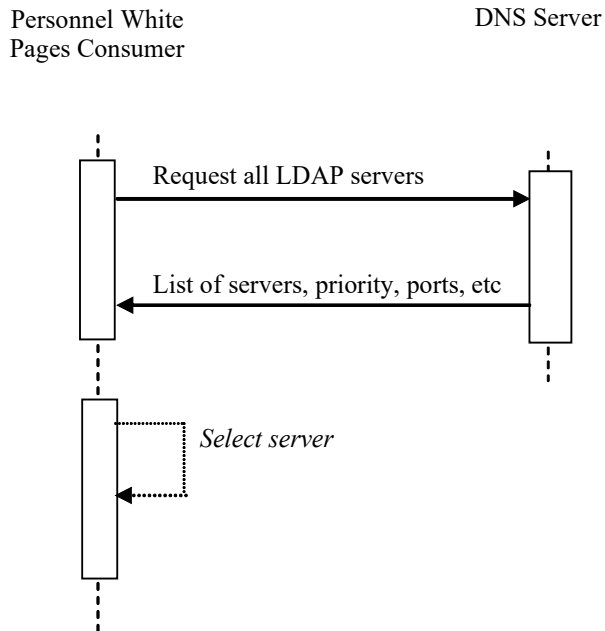 Personnel White
Pages Consumer
DNS Server
Request all LDAP servers
List of servers, priority, ports, etc
Select server